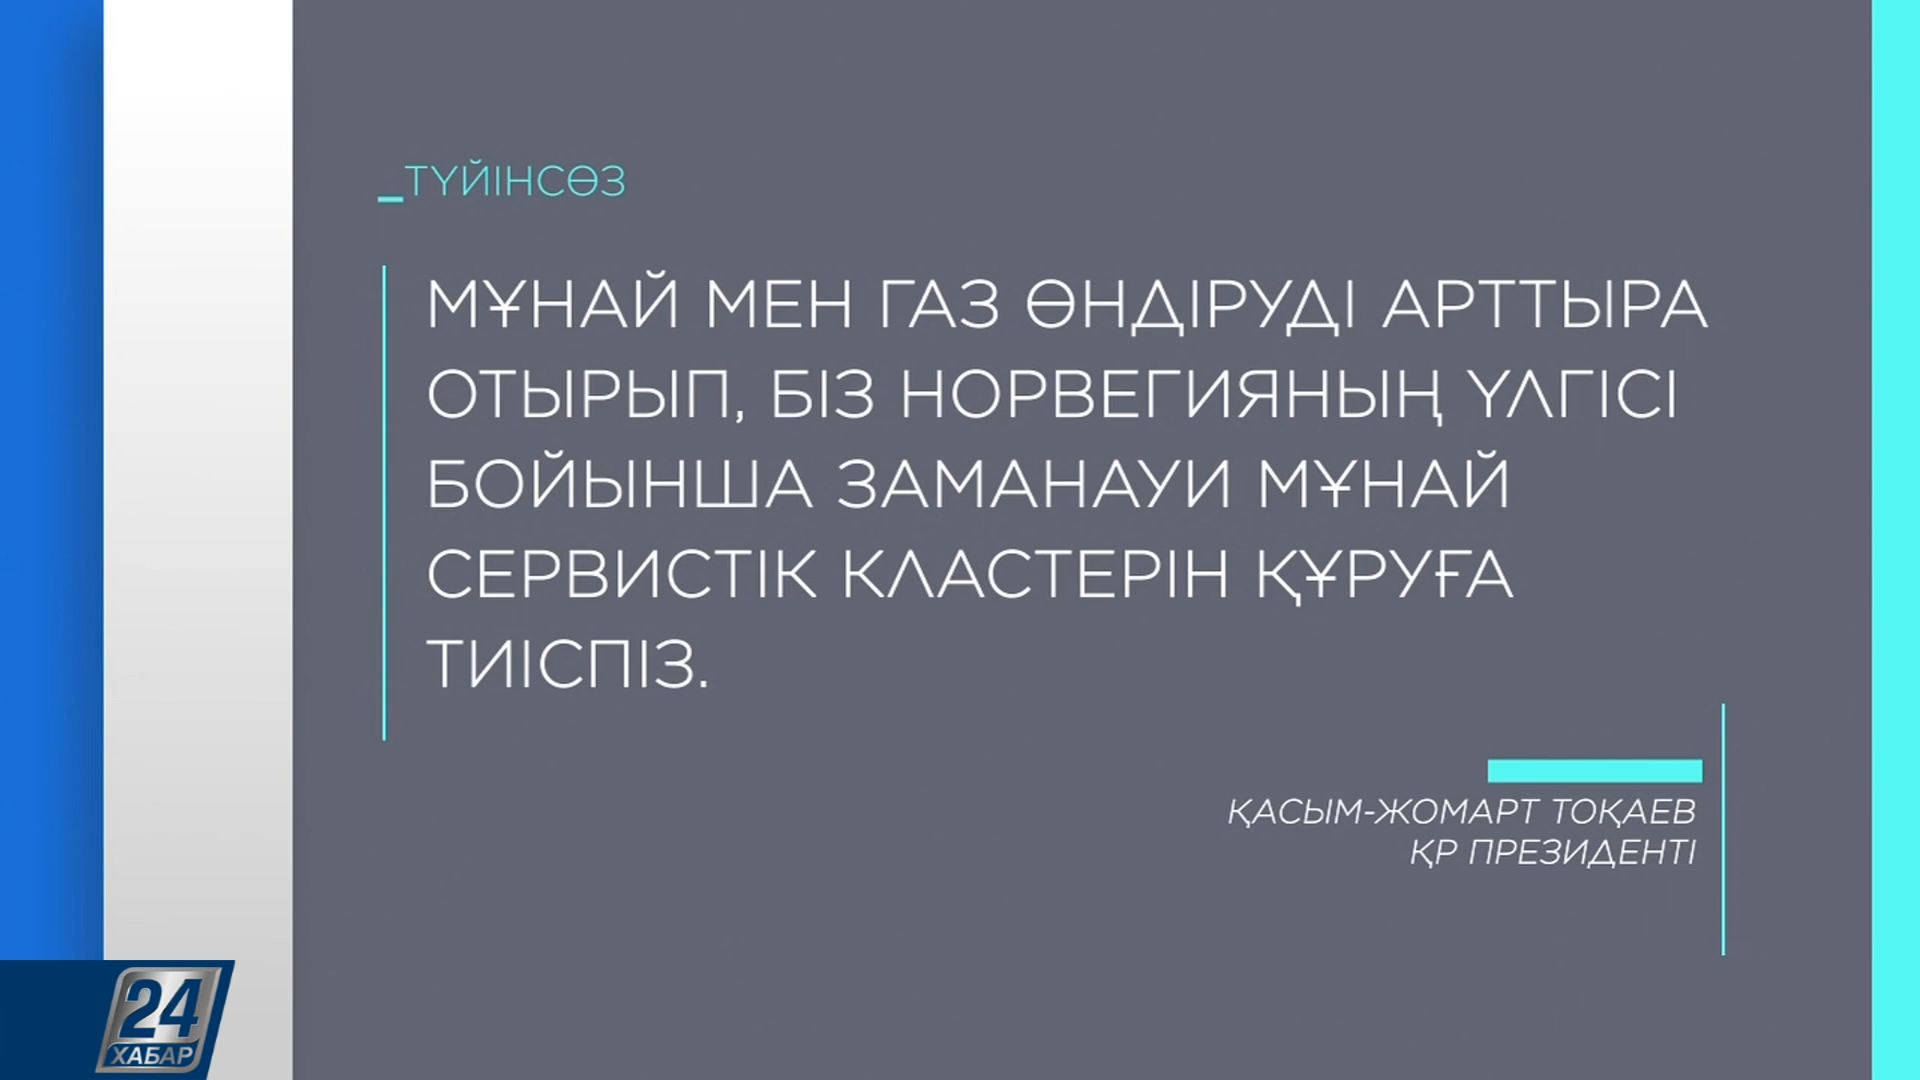 _ТҮЙІНСӨЗ
МҰНАЙ МЕН ГАЗ ӨНДІРУДІ АРТТЫРА
ОТЫРЫП, БІЗ НОРВЕГИЯНЫҢ ҮЛГІСІ
БОЙЫНША ЗАМАНАУИ МҰНАЙ
СЕРВИСТІК КЛАСТЕРІН ҚҰРУҒА
ТИІСПІЗ.
ҚАСЫМ-ЖОМАРТ ТОҚАЕВ
ҚР ПРЕЗИДЕНТІ
24
ХАБАР